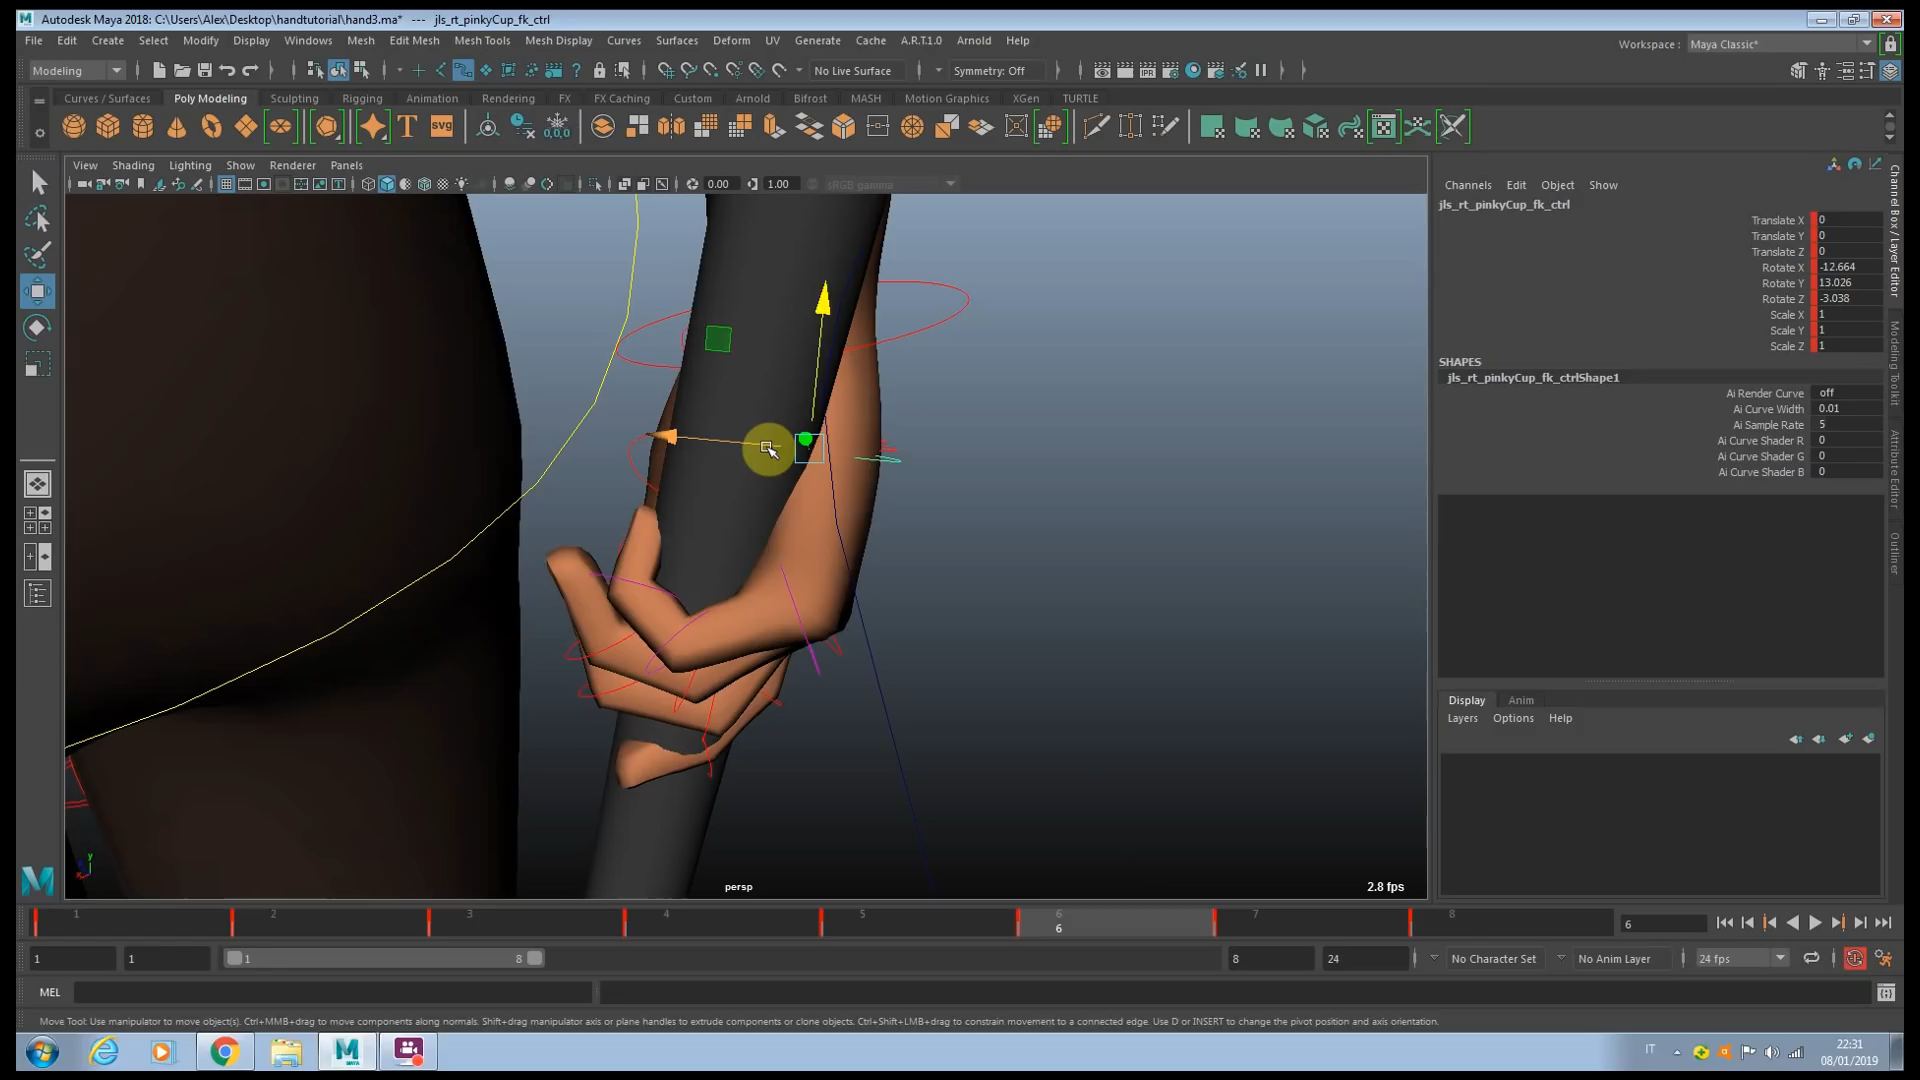 Autodesk Maya 2018: C:\Users\Alex\Desktop\handtutorial\hand3.ma* --- jls_rt_pinkyCup_fk_ctrl
File Edit Create Select Modify Display Windows Mesh Edit Mesh Mesh Tools Mesh Display Curves Surfaces Deform UV Generate Cache A.R.T.1.0 Arnold Help
Workspace : Maya Classic*
Modeling No Live Surface Symmetry: Off
Curves / Surfaces Poly Modeling Sculpting Rigging Animation Rendering FX FX Caching Custom Arnold Bifrost MASH Motion Graphics XGen TURTLE
View Shading Lighting Show Renderer Panels
0.00 1.00 sRGB gamma
Channels Edit Object Show
jls_rt_pinkyCup_fk_ctrl
Translate X 0
Translate Y 0
Translate Z 0
Rotate X -12.664
Rotate Y 13.026
Rotate Z -3.038
Scale X 1
Scale Y 1
Scale Z 1
SHAPES
jls_rt_pinkyCup_fk_ctrlShape1
Ai Render Curve off
Ai Curve Width 0.01
Ai Sample Rate 5
Ai Curve Shader R 0
Ai Curve Shader G 0
Ai Curve Shader B 0
Channel Box / Layer Editor
Modeling Toolkit
Attribute Editor
Outliner
Display Anim
Layers Options Help
persp
2.8 fps
1 2 3 4 5 6 7 8
6
6
1 1 1 8 8 24 No Character Set No Anim Layer 24 fps
MEL
Move Tool: Use manipulator to move object(s). Ctrl+MMB+drag to move components along normals. Shift+drag manipulator axis or plane handles to extrude components or clone objects. Ctrl+Shift+LMB+drag to constrain movement to a connected edge. Use D or INSERT to change the pivot position and axis orientation.
IT
22:31
08/01/2019